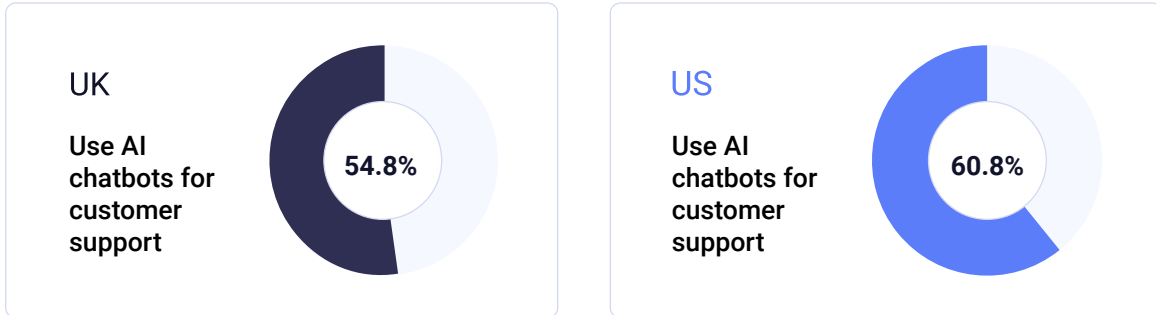 UK
Use AI
chatbots for
customer
support
54.8%
US
Use AI
chatbots for
customer
support
60.8%